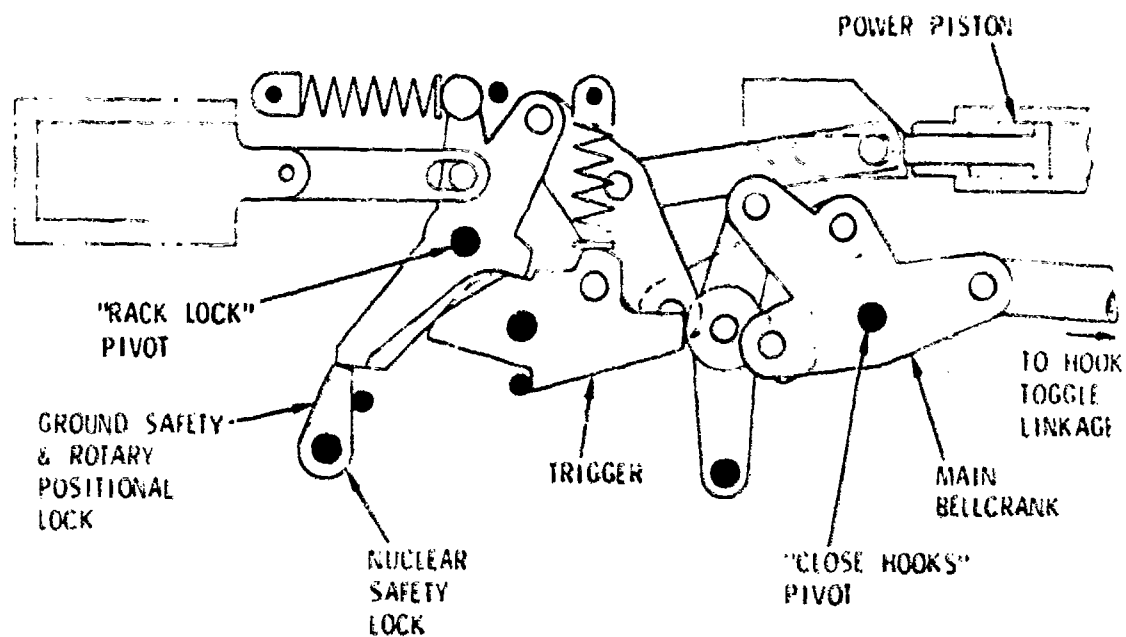 POWER PISTON
"RACK LOCK"
PIVOT
GROUND SAFETY
& ROTARY
POSITIONAL
LOCK
NUCLEAR
SAFETY
LOCK
TRIGGER
"CLOSE HOOKS"
PIVOT
MAIN
BELLCRANK
TO HOOK
TOGGLE
LINKAGE